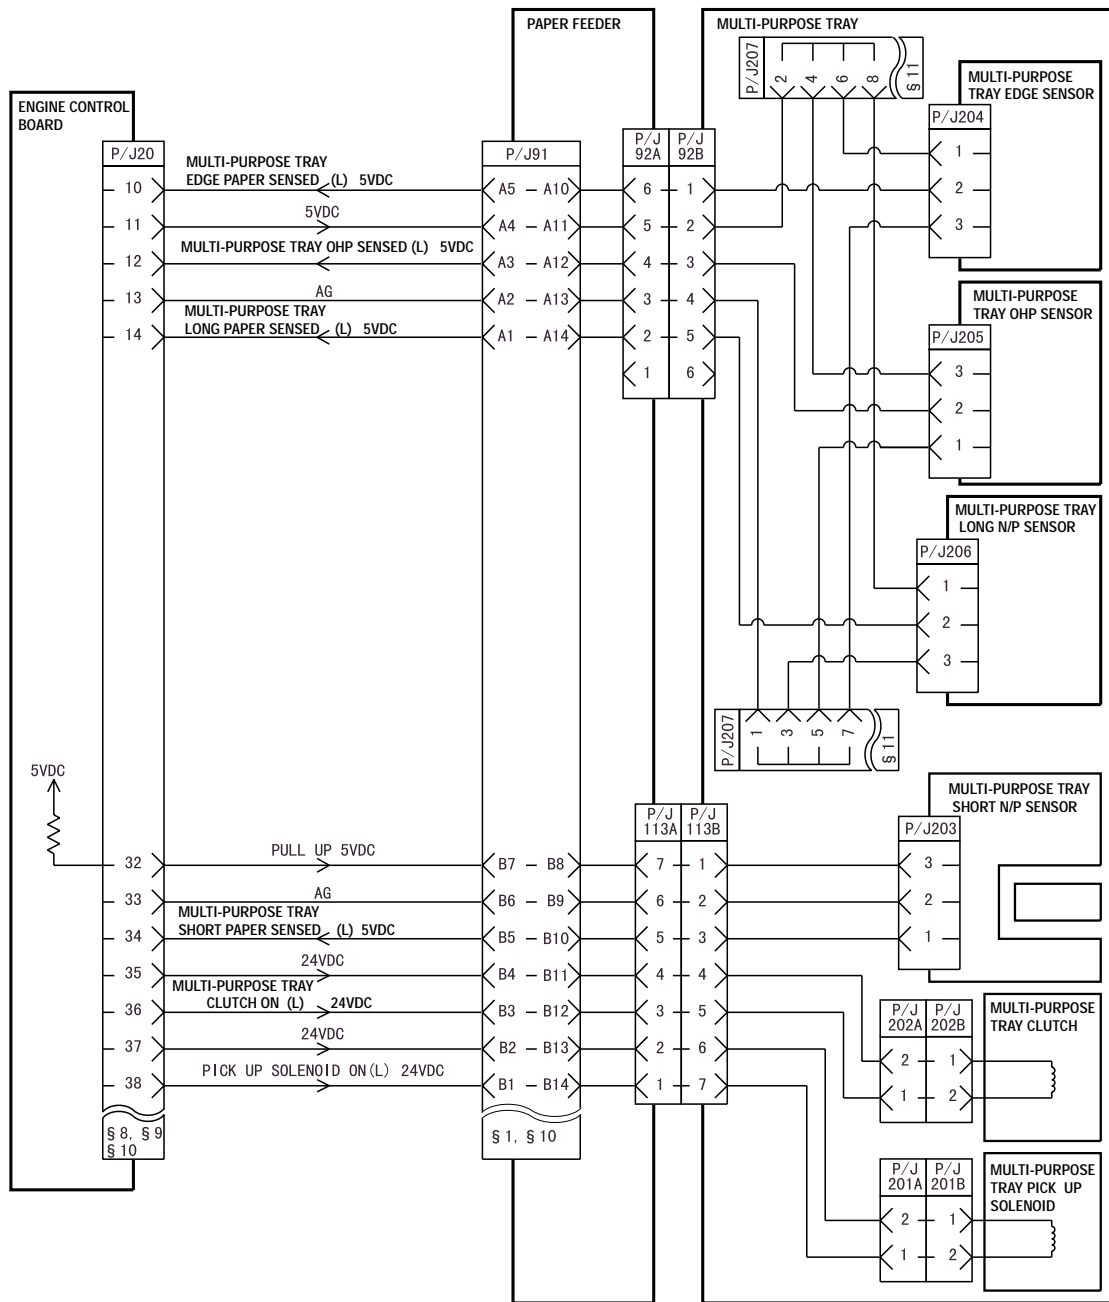 PAPER FEEDER
MULTI-PURPOSE TRAY
P/J207
2 4 6 8
§ 11
ENGINE CONTROL
BOARD
MULTI-PURPOSE
TRAY EDGE SENSOR
P/J204
1
2
3
P/J20
10
11
12
13
14
MULTI-PURPOSE TRAY
EDGE PAPER SENSED (L) 5VDC
5VDC
MULTI-PURPOSE TRAY OHP SENSED (L) 5VDC
AG
MULTI-PURPOSE TRAY
LONG PAPER SENSED (L) 5VDC
P/J91
A5 - A10
A4 - A11
A3 - A12
A2 - A13
A1 - A14
P/J
92A
P/J
92B
6 1
5 2
4 3
3 4
2 5
1 6
MULTI-PURPOSE
TRAY OHP SENSOR
P/J205
3
2
1
MULTI-PURPOSE TRAY
LONG N/P SENSOR
P/J206
1
2
3
P/J207
1 3 5 7
§ 11
5VDC
32
33
34
35
36
37
38
§ 8, § 9
§ 10
PULL UP 5VDC
AG
MULTI-PURPOSE TRAY
SHORT PAPER SENSED (L) 5VDC
24VDC
MULTI-PURPOSE TRAY
CLUTCH ON (L) 24VDC
24VDC
PICK UP SOLENOID ON(L) 24VDC
B7 - B8
B6 - B9
B5 - B10
B4 - B11
B3 - B12
B2 - B13
B1 - B14
§ 1, § 10
P/J
113A
P/J
113B
7 1
6 2
5 3
4 4
3 5
2 6
1 7
MULTI-PURPOSE TRAY
SHORT N/P SENSOR
P/J203
3
2
1
P/J
202A
P/J
202B
2 1
1 2
MULTI-PURPOSE
TRAY CLUTCH
P/J
201A
P/J
201B
2 1
1 2
MULTI-PURPOSE
TRAY PICK UP
SOLENOID